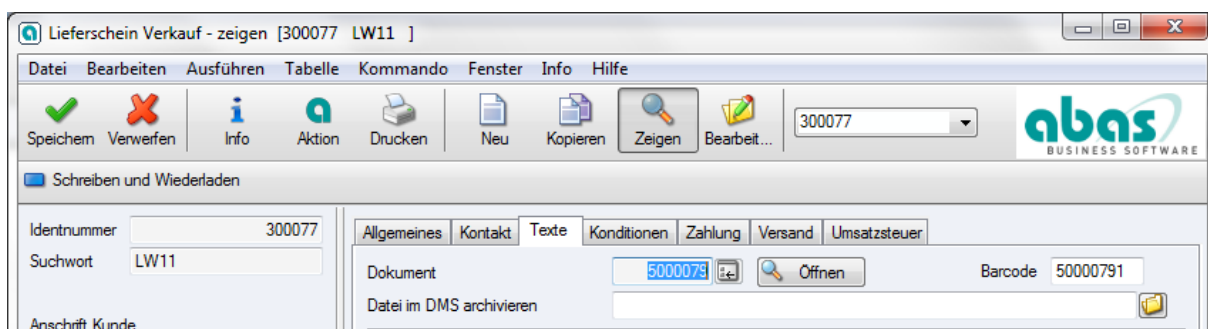 Lieferschein Verkauf - zeigen [300077 LW11 ]
Datei Bearbeiten Ausführen Tabelle Kommando Fenster Info Hilfe
Speichern Verwerfen Info Aktion Drucken Neu Kopieren Zeigen Bearbeit... 300077
abas
BUSINESS SOFTWARE
Schreiben und Wiederladen
Identnummer 300077
Suchwort LW11
Anschrift Kunde
Allgemeines Kontakt Texte Konditionen Zahlung Versand Umsatzsteuer
Dokument 5000079 Öffnen Barcode 50000791
Datei im DMS archivieren